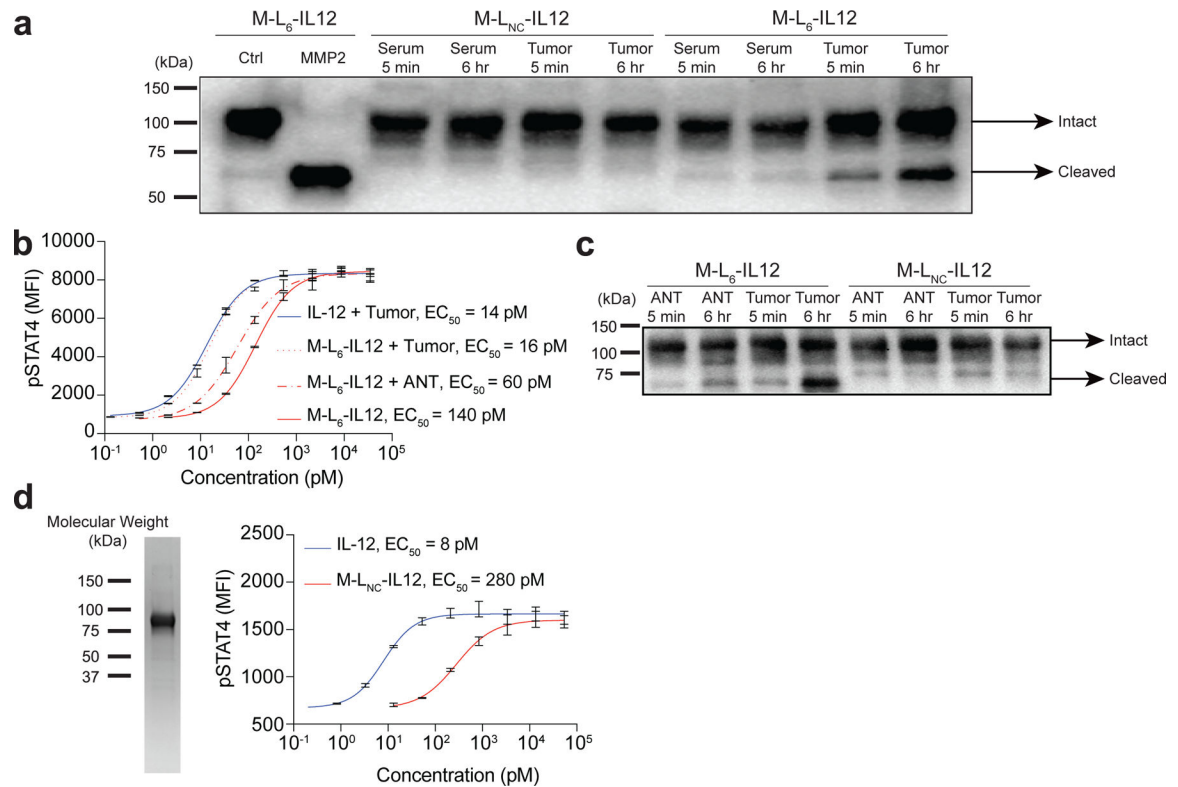 a
M-L6-IL12 M-LNC-IL12 M-L6-IL12
Ctrl MMP2 Serum Serum Tumor Tumor Serum Serum Tumor Tumor
(kDa) 5 min 6 hr 5 min 6 hr 5 min 6 hr 5 min 6 hr
150
100 Intact
75
Cleaved
50
b
10000
8000
6000
4000
2000
0
pSTAT4 (MFI)
IL-12 + Tumor, EC50 = 14 pM
M-L6-IL12 + Tumor, EC50 = 16 pM
M-L6-IL12 + ANT, EC50 = 60 pM
M-L6-IL12, EC50 = 140 pM
10-1 100 101 102 103 104 105
Concentration (pM)
c
M-L6-IL12 M-LNC-IL12
ANT ANT Tumor Tumor ANT ANT Tumor Tumor
(kDa) 5 min 6 hr 5 min 6 hr 5 min 6 hr 5 min 6 hr
150
Intact
100
75
Cleaved
d
Molecular Weight
(kDa)
150
100
75
50
37
2500
2000
1500
1000
500
pSTAT4 (MFI)
IL-12, EC50 = 8 pM
M-LNC-IL12, EC50 = 280 pM
10-1 100 101 102 103 104 105
Concentration (pM)